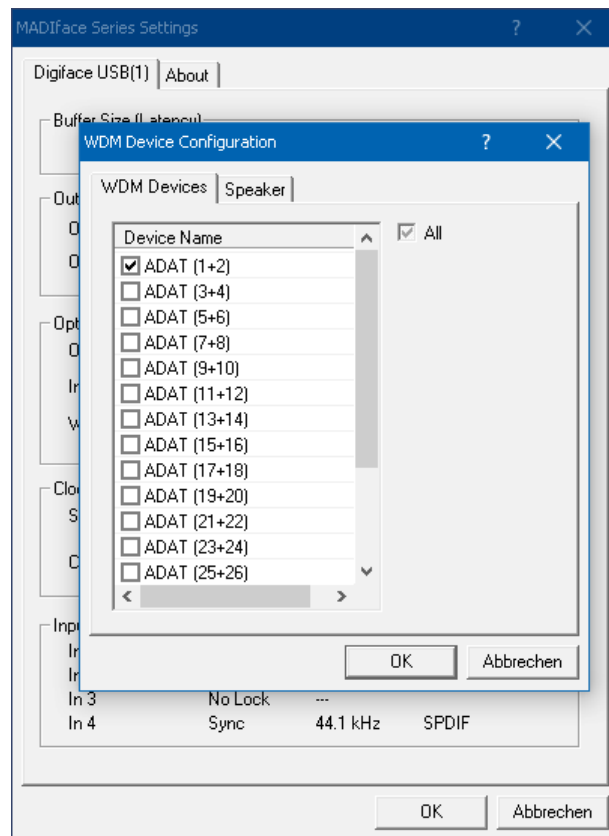 MADIface Series Settings
Digiface USB(1) About
Buffer Size (Latency)
WDM Device Configuration
WDM Devices Speaker
Device Name
All
ADAT (1+2)
ADAT (3+4)
ADAT (5+6)
ADAT (7+8)
ADAT (9+10)
ADAT (11+12)
ADAT (13+14)
ADAT (15+16)
ADAT (17+18)
ADAT (19+20)
ADAT (21+22)
ADAT (23+24)
ADAT (25+26)
OK Abbrechen
In 3 No Lock ---
In 4 Sync 44.1 kHz SPDIF
OK Abbrechen